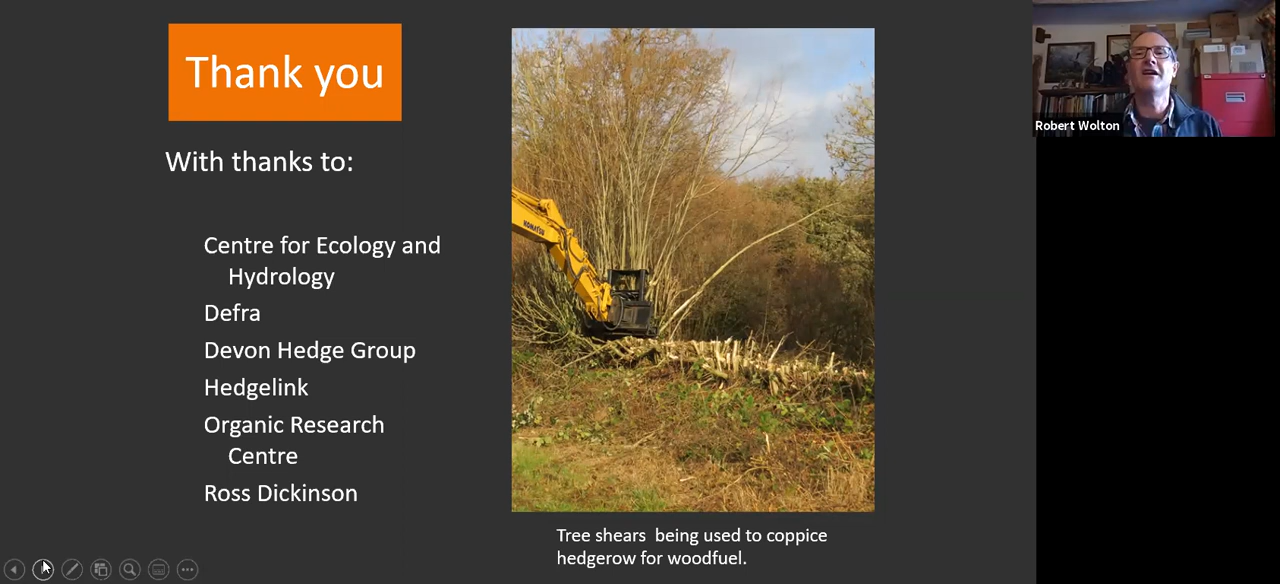 Thank you
With thanks to:
Centre for Ecology and
Hydrology
Defra
Devon Hedge Group
Hedgelink
Organic Research
Centre
Ross Dickinson
KOMATSU
Tree shears being used to coppice
hedgerow for woodfuel.
Robert Wolton